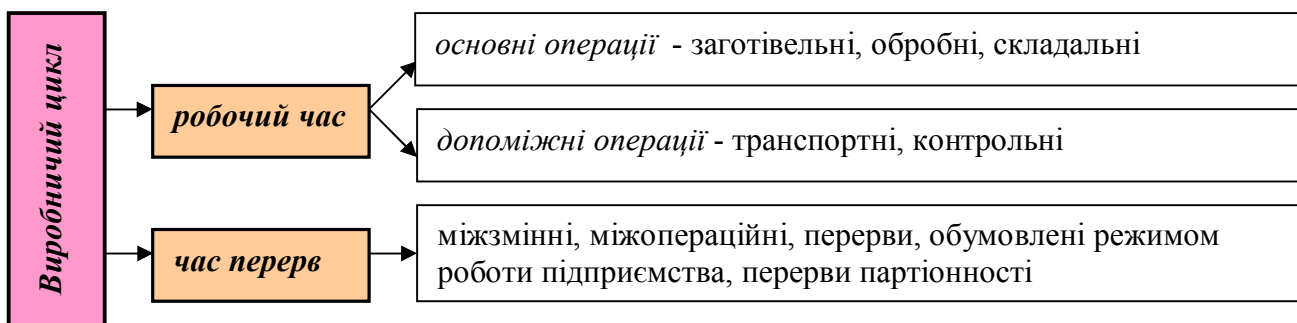 Виробничий цикл
робочий час
основні операції - заготівельні, обробні, складальні
допоміжні операції - транспортні, контрольні
час перерв
міжзмінні, міжопераційні, перерви, обумовлені режимом
роботи підприємства, перерви партіонності